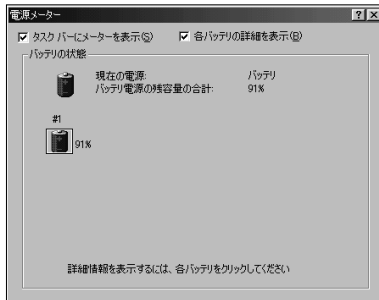 電源メーター
タスク バーにメーターを表示(S)
各バッテリの詳細を表示(B)
バッテリの状態
現在の電源: バッテリ
バッテリ電源の残容量の合計: 91%
#1
91%
詳細情報を表示するには、各バッテリをクリックしてください